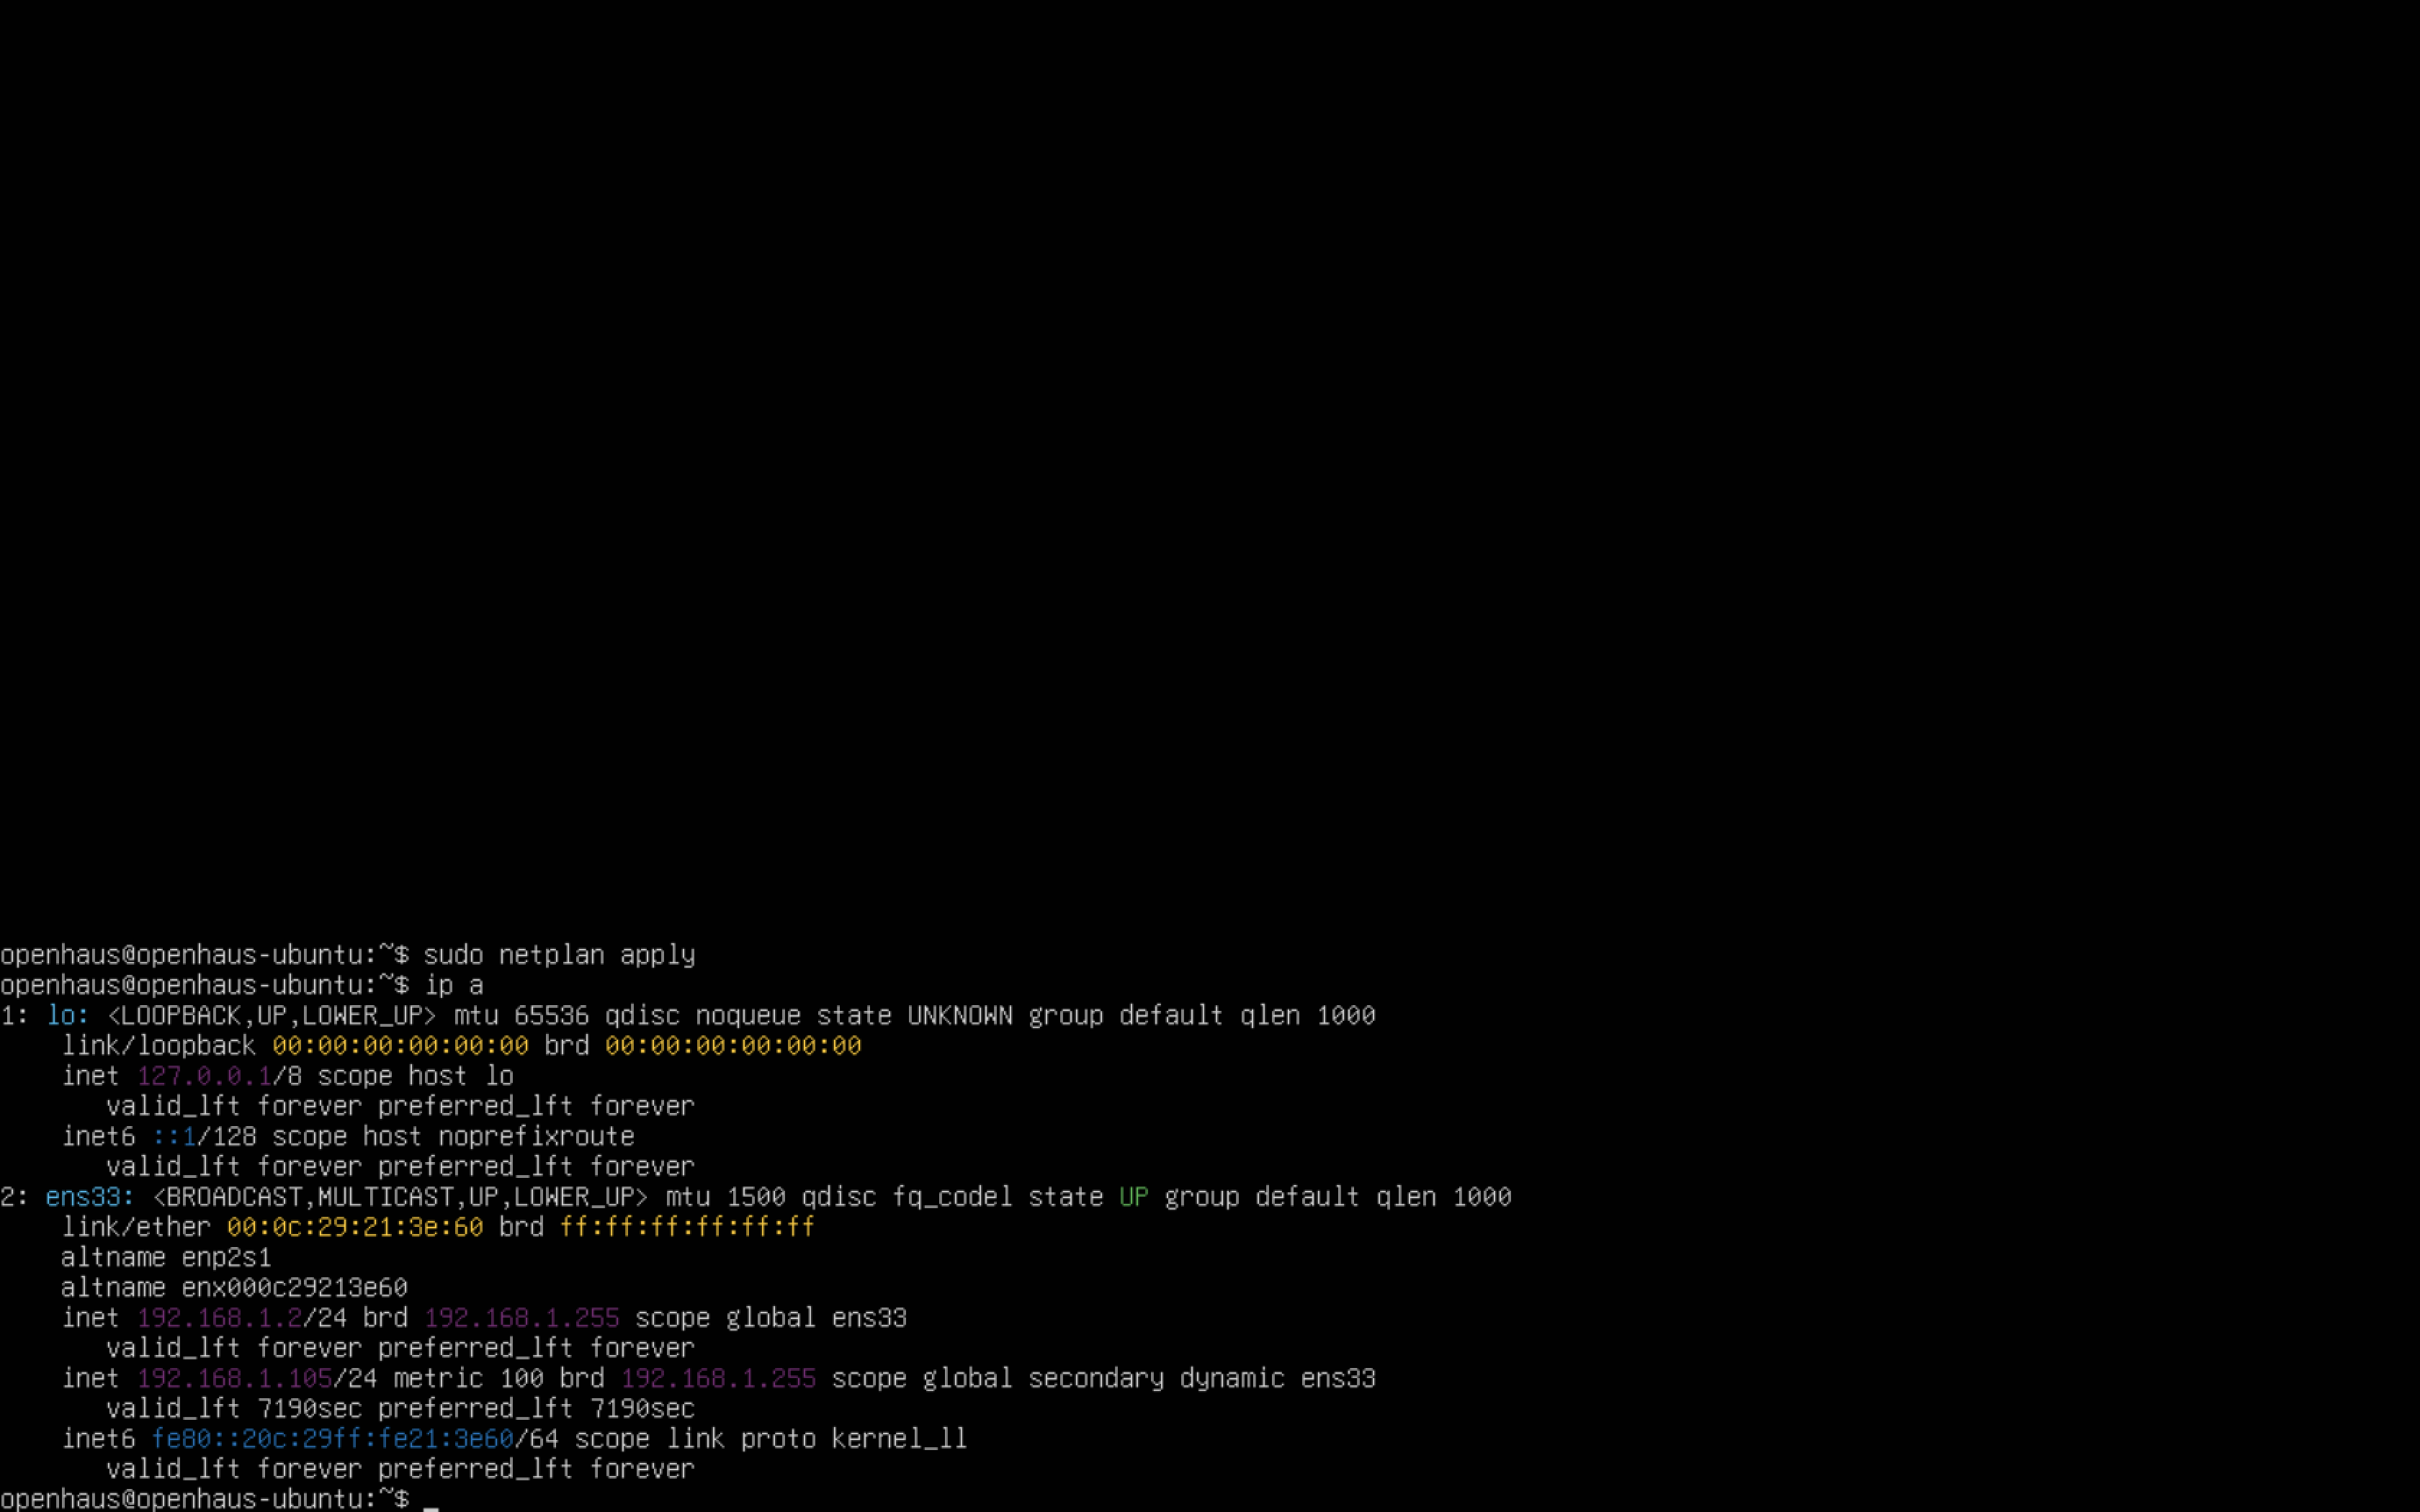 openhaus@openhaus-ubuntu:~$ sudo netplan apply
openhaus@openhaus-ubuntu:~$ ip a
1: lo: <LOOPBACK,UP,LOWER_UP> mtu 65536 qdisc noqueue state UNKNOWN group default qlen 1000
    link/loopback 00:00:00:00:00:00 brd 00:00:00:00:00:00
    inet 127.0.0.1/8 scope host lo
       valid_lft forever preferred_lft forever
    inet6 ::1/128 scope host noprefixroute
       valid_lft forever preferred_lft forever
2: ens33: <BROADCAST,MULTICAST,UP,LOWER_UP> mtu 1500 qdisc fq_codel state UP group default qlen 1000
    link/ether 00:0c:29:21:3e:60 brd ff:ff:ff:ff:ff:ff
    altname enp2s1
    altname enx000c29213e60
    inet 192.168.1.2/24 brd 192.168.1.255 scope global ens33
       valid_lft forever preferred_lft forever
    inet 192.168.1.105/24 metric 100 brd 192.168.1.255 scope global secondary dynamic ens33
       valid_lft 7190sec preferred_lft 7190sec
    inet6 fe80::20c:29ff:fe21:3e60/64 scope link proto kernel_ll
       valid_lft forever preferred_lft forever
openhaus@openhaus-ubuntu:~$ _